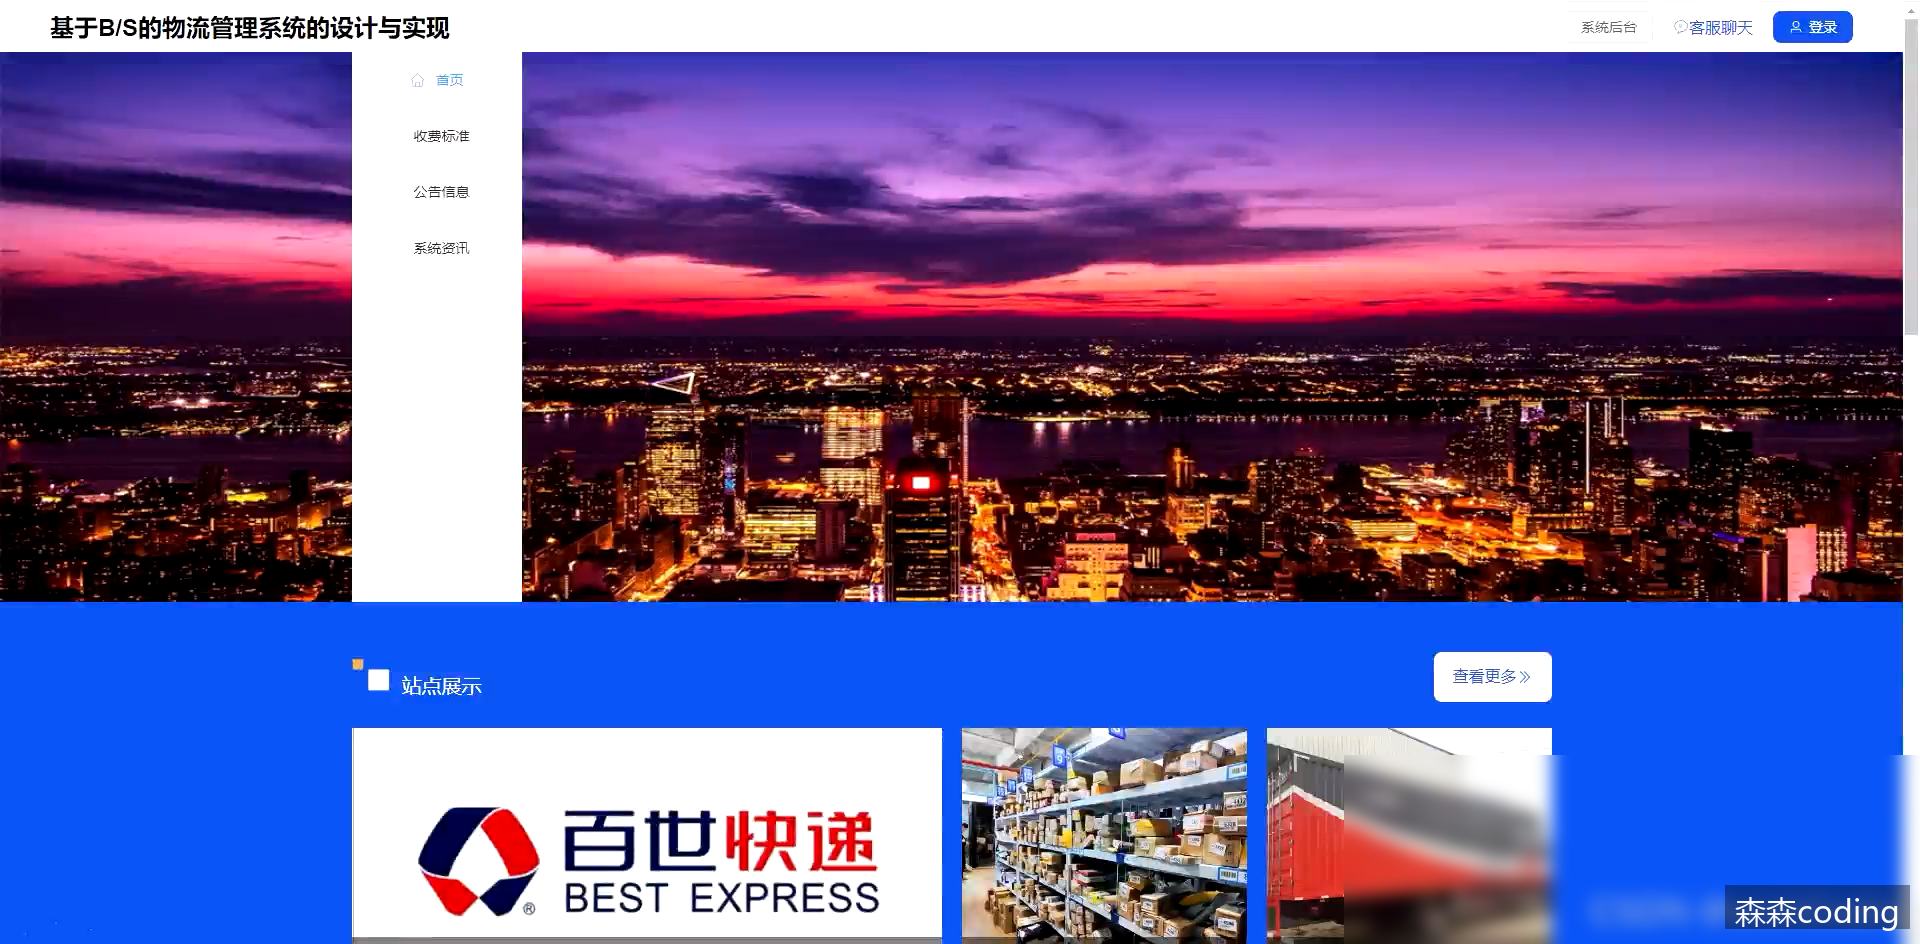 基于B/S的物流管理系统的设计与实现
系统后台
客服聊天
登录
首页
收费标准
公告信息
系统资讯
站点展示
查看更多
百世快递
BEST EXPRESS
®
森森coding